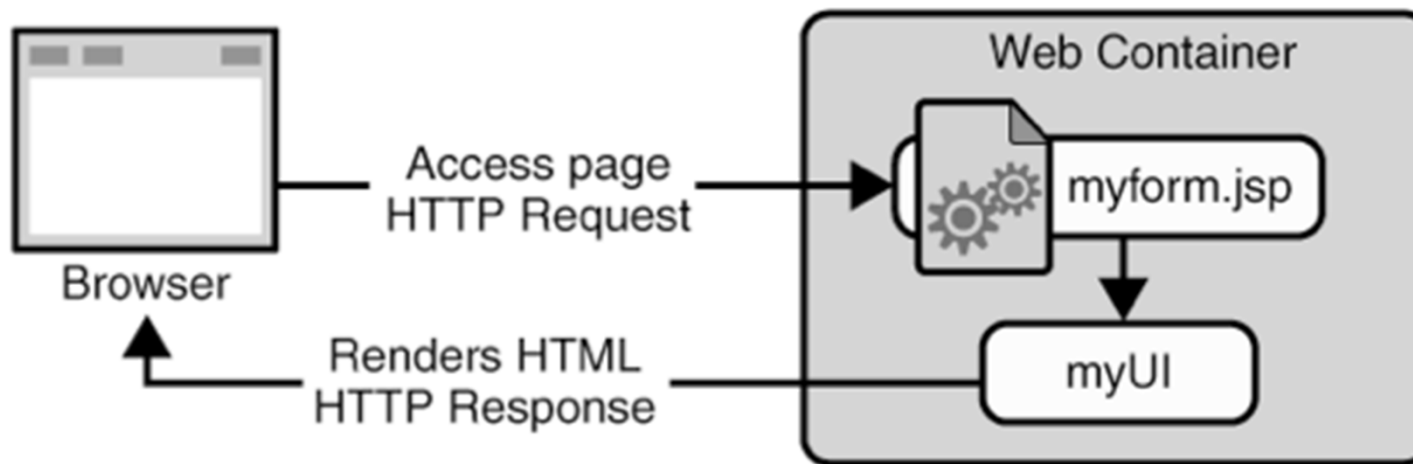 Web Container
Access page
HTTP Request
myform.jsp
Browser
Renders HTML
HTTP Response
myUI